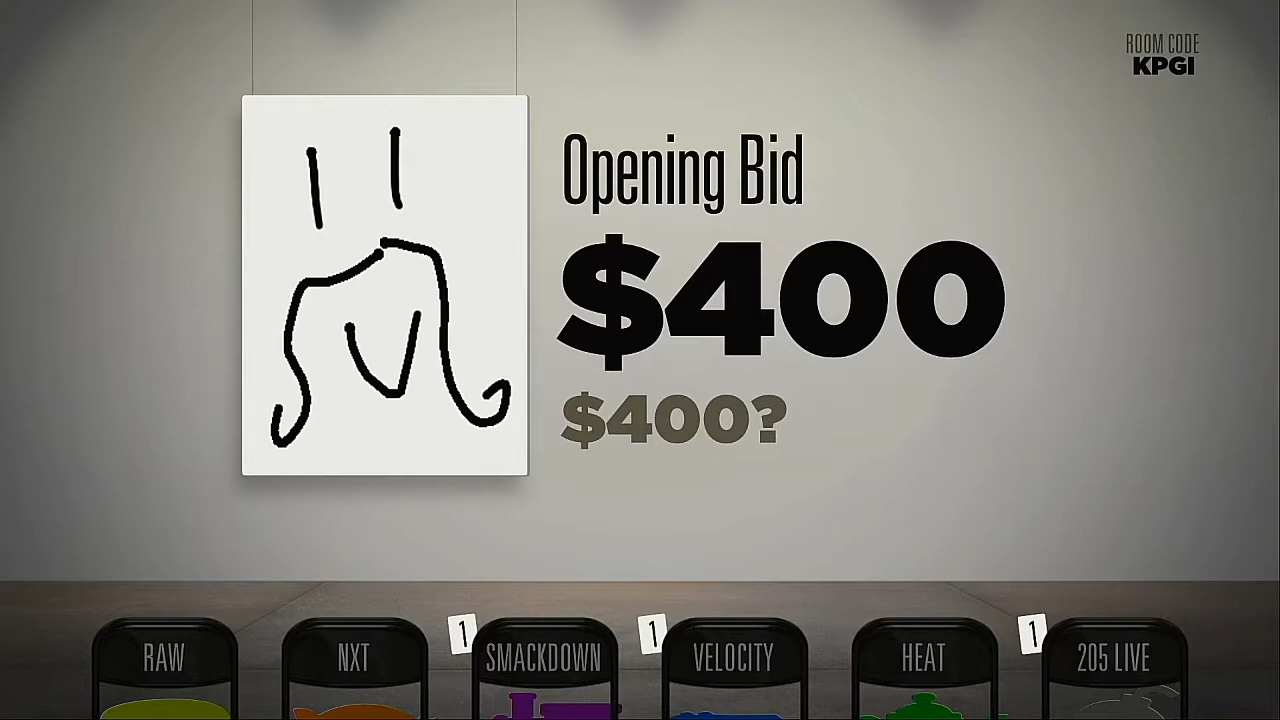 ROOM CODE
KPGI
Opening Bid
$400
$400?
1
1
1
RAW
NXT
SMACKDOWN
VELOCITY
HEAT
205 LIVE